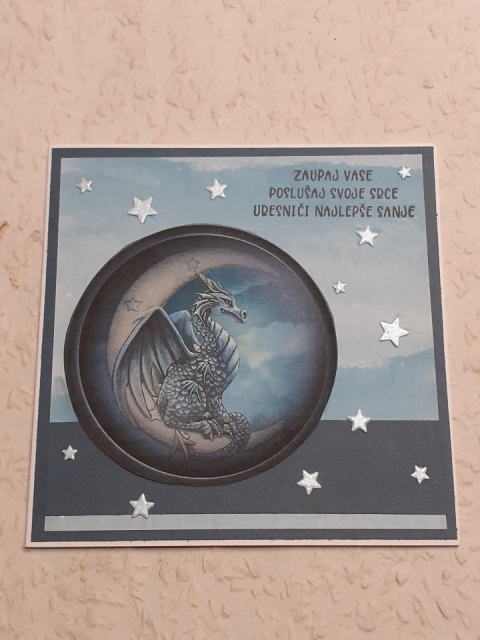 ZAUPAJ VASE
POSLUŠAJ SVOJE SRCE
URESNIČI NAJLEPŠE SANJE